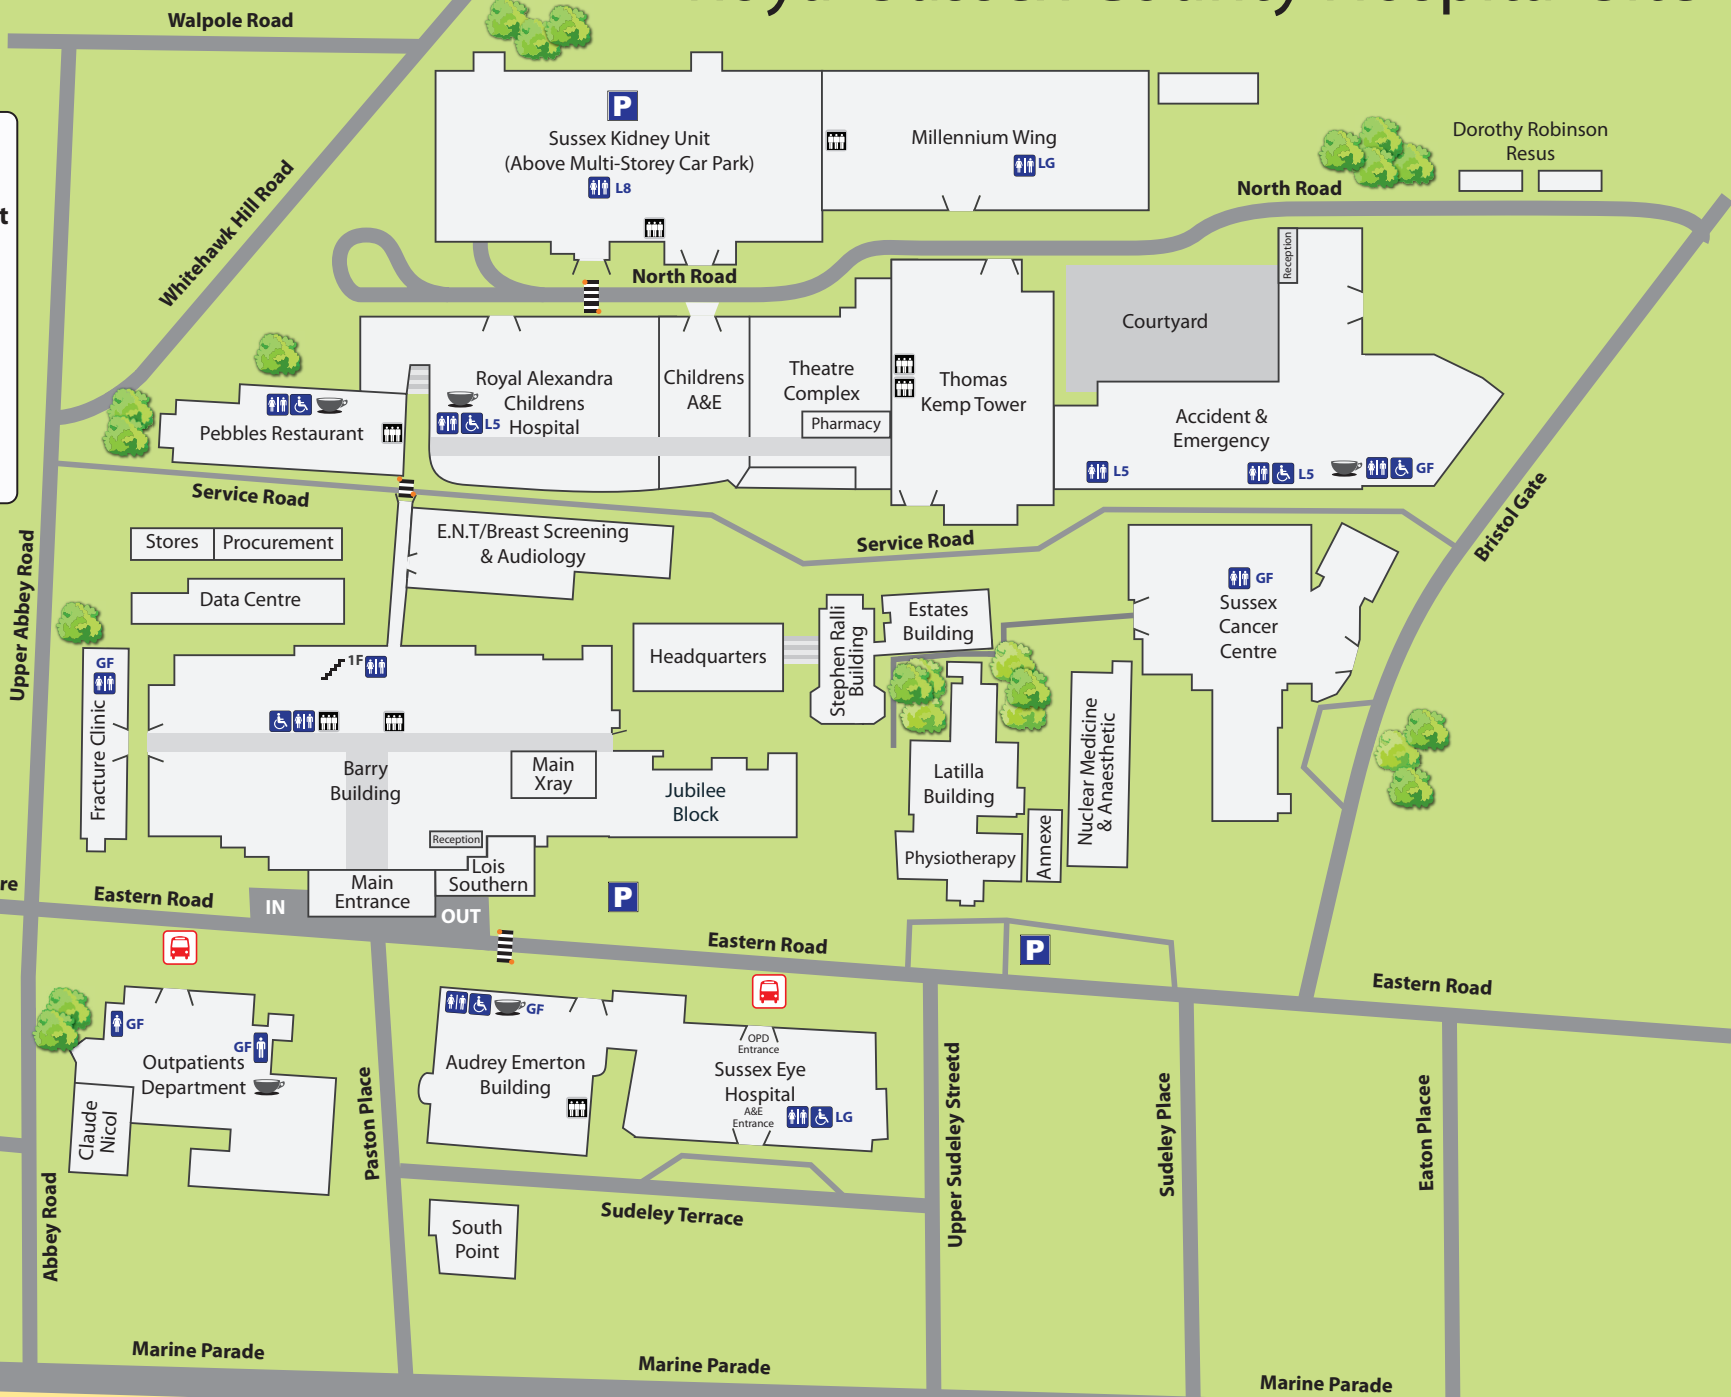 Royal Sussex County Hospital Site
Walpole Road
P
Sussex Kidney Unit
(Above Multi-Storey Car Park)
L8
Millennium Wing
LG
Dorothy Robinson
Resus
North Road
t
Whitehawk Hill Road
North Road
Reception
Courtyard
Royal Alexandra
Childrens
Hospital
L5
Childrens
A&E
Theatre
Complex
Pharmacy
Thomas
Kemp Tower
Accident &
Emergency
L5
L5
GF
Pebbles Restaurant
Service Road
Service Road
Bristol Gate
Stores
Procurement
E.N.T/Breast Screening
& Audiology
Data Centre
Upper Abbey Road
GF
Sussex
Cancer
Centre
Estates
Building
Stephen Ralli
Building
Headquarters
1F
GF
Fracture Clinic
Barry
Building
Main
Xray
Jubilee
Block
Reception
Lois
Southern
Main
Entrance
Latilla
Building
Physiotherapy
Annexe
Nuclear Medicine
& Anaesthetic
re
Eastern Road
IN
OUT
P
Eastern Road
P
Eastern Road
GF
GF
Outpatients
Department
Claude
Nicol
Paston Place
GF
Audrey Emerton
Building
OPD
Entrance
Sussex Eye
Hospital
A&E
Entrance
LG
Upper Sudeley Streetd
Sudeley Place
Eaton Placee
Abbey Road
Sudeley Terrace
South
Point
Marine Parade
Marine Parade
Marine Parade